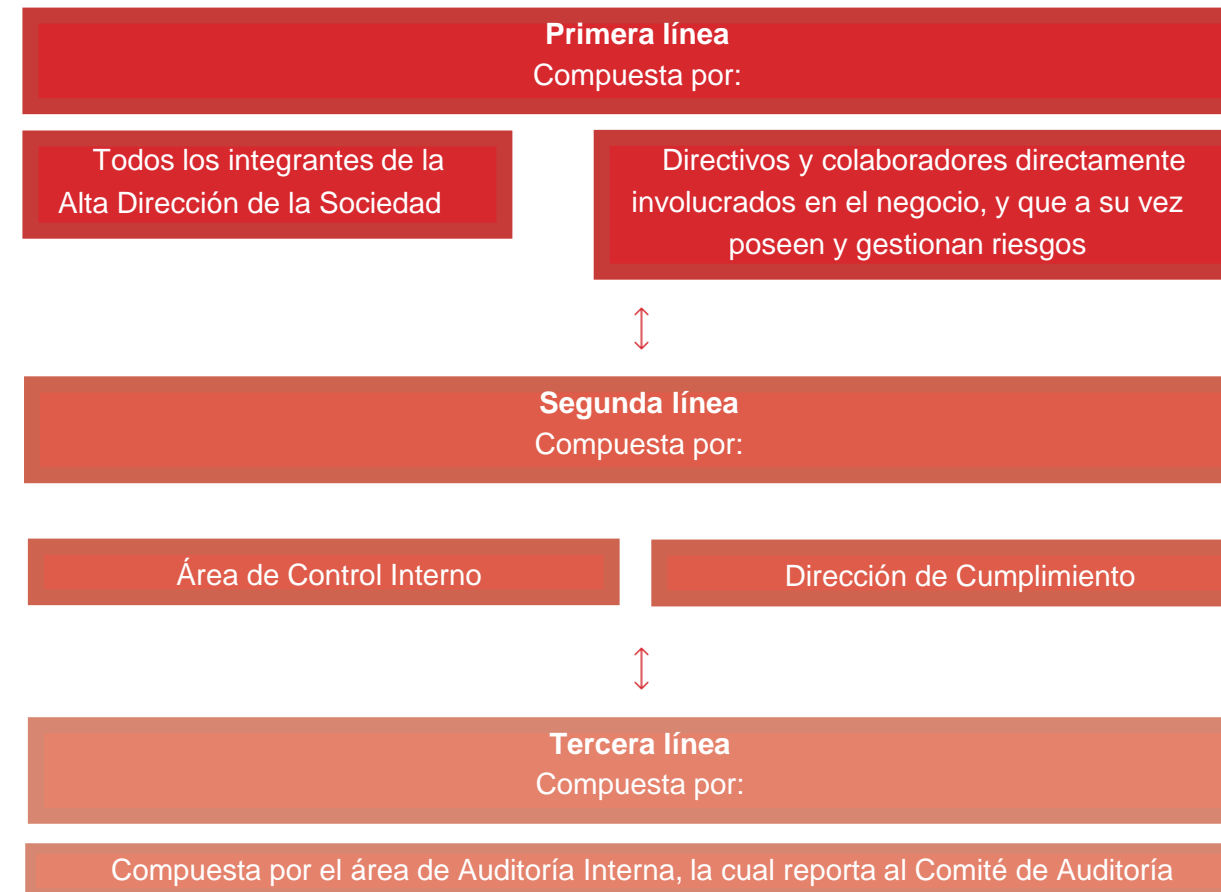 Primera línea
Compuesta por:
Todos los integrantes de la
Alta Dirección de la Sociedad
Directivos y colaboradores directamente
involucrados en el negocio, y que a su vez
poseen y gestionan riesgos
Segunda línea
Compuesta por:
Área de Control Interno
Dirección de Cumplimiento
Tercera línea
Compuesta por:
Compuesta por el área de Auditoría Interna, la cual reporta al Comité de Auditoría